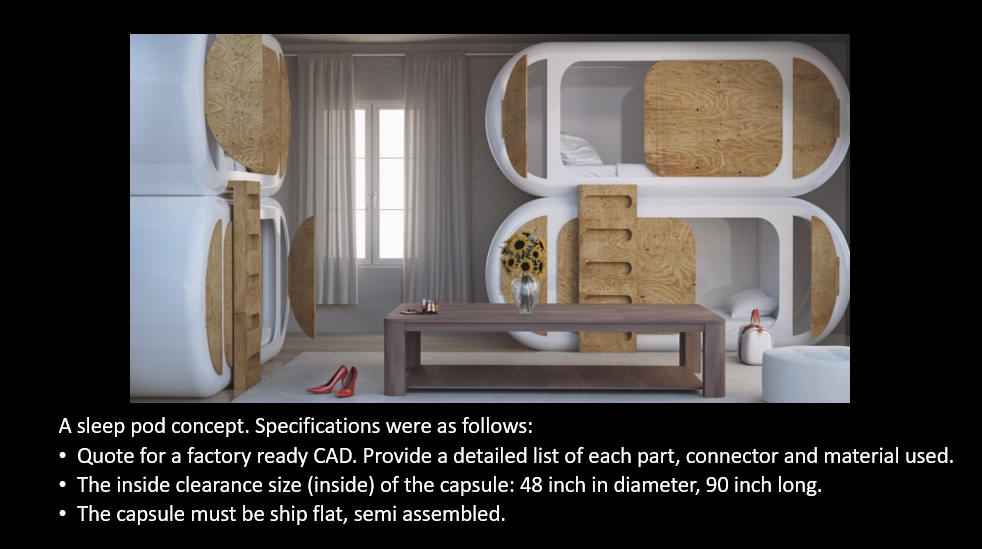 A sleep pod concept. Specifications were as follows:
• Quote for a factory ready CAD. Provide a detailed list of each part, connector and material used.
• The inside clearance size (inside) of the capsule: 48 inch in diameter, 90 inch long.
• The capsule must be ship flat, semi assembled.